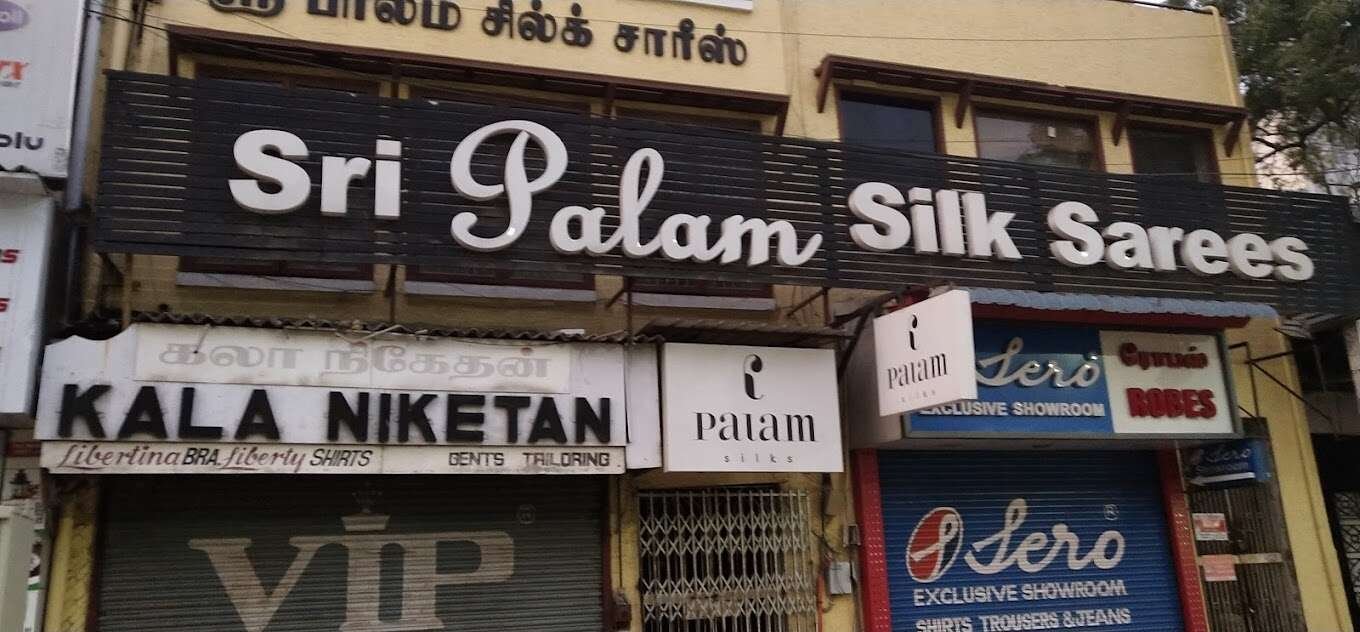 ஸ்ரீ பாலம் சில்க் சாரீஸ்
Sri Palam Silk Sarees
கலா நிகேதன்
KALA NIKETAN
Libertina BRA. Liberty SHIRTS GENTS TAILORING
VIP ®
Palam
silks
Palam
silks
Sero
EXCLUSIVE SHOWROOM
ரோபஸ்
ROBES
Sero ®
EXCLUSIVE SHOWROOM
SHIRTS TROUSERS & JEANS
Sero